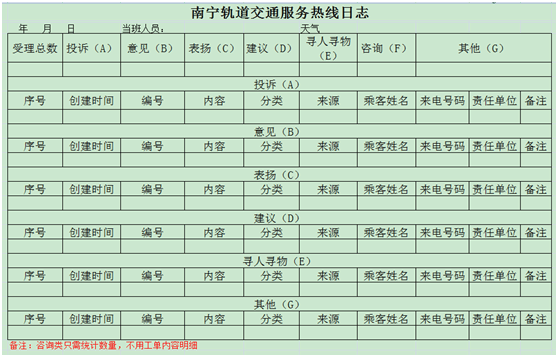 南宁轨道交通服务热线日志
年 月 日 当班人员: 天气
受理总数 投诉(A) 意见(B) 表扬(C) 建议(D) 寻人寻物(E) 咨询(F) 其他(G)
投诉(A)
序号 创建时间 编号 内容 分类 来源 乘客姓名 来电号码 责任单位 备注
意见(B)
序号 创建时间 编号 内容 分类 来源 乘客姓名 来电号码 责任单位 备注
表扬(C)
序号 创建时间 编号 内容 分类 来源 乘客姓名 来电号码 责任单位 备注
建议(D)
序号 创建时间 编号 内容 分类 来源 乘客姓名 来电号码 责任单位 备注
寻人寻物(E)
序号 创建时间 编号 内容 分类 来源 乘客姓名 来电号码 责任单位 备注
其他(G)
序号 创建时间 编号 内容 分类 来源 乘客姓名 来电号码 责任单位 备注
备注:咨询类只需统计数量,不用工单内容明细